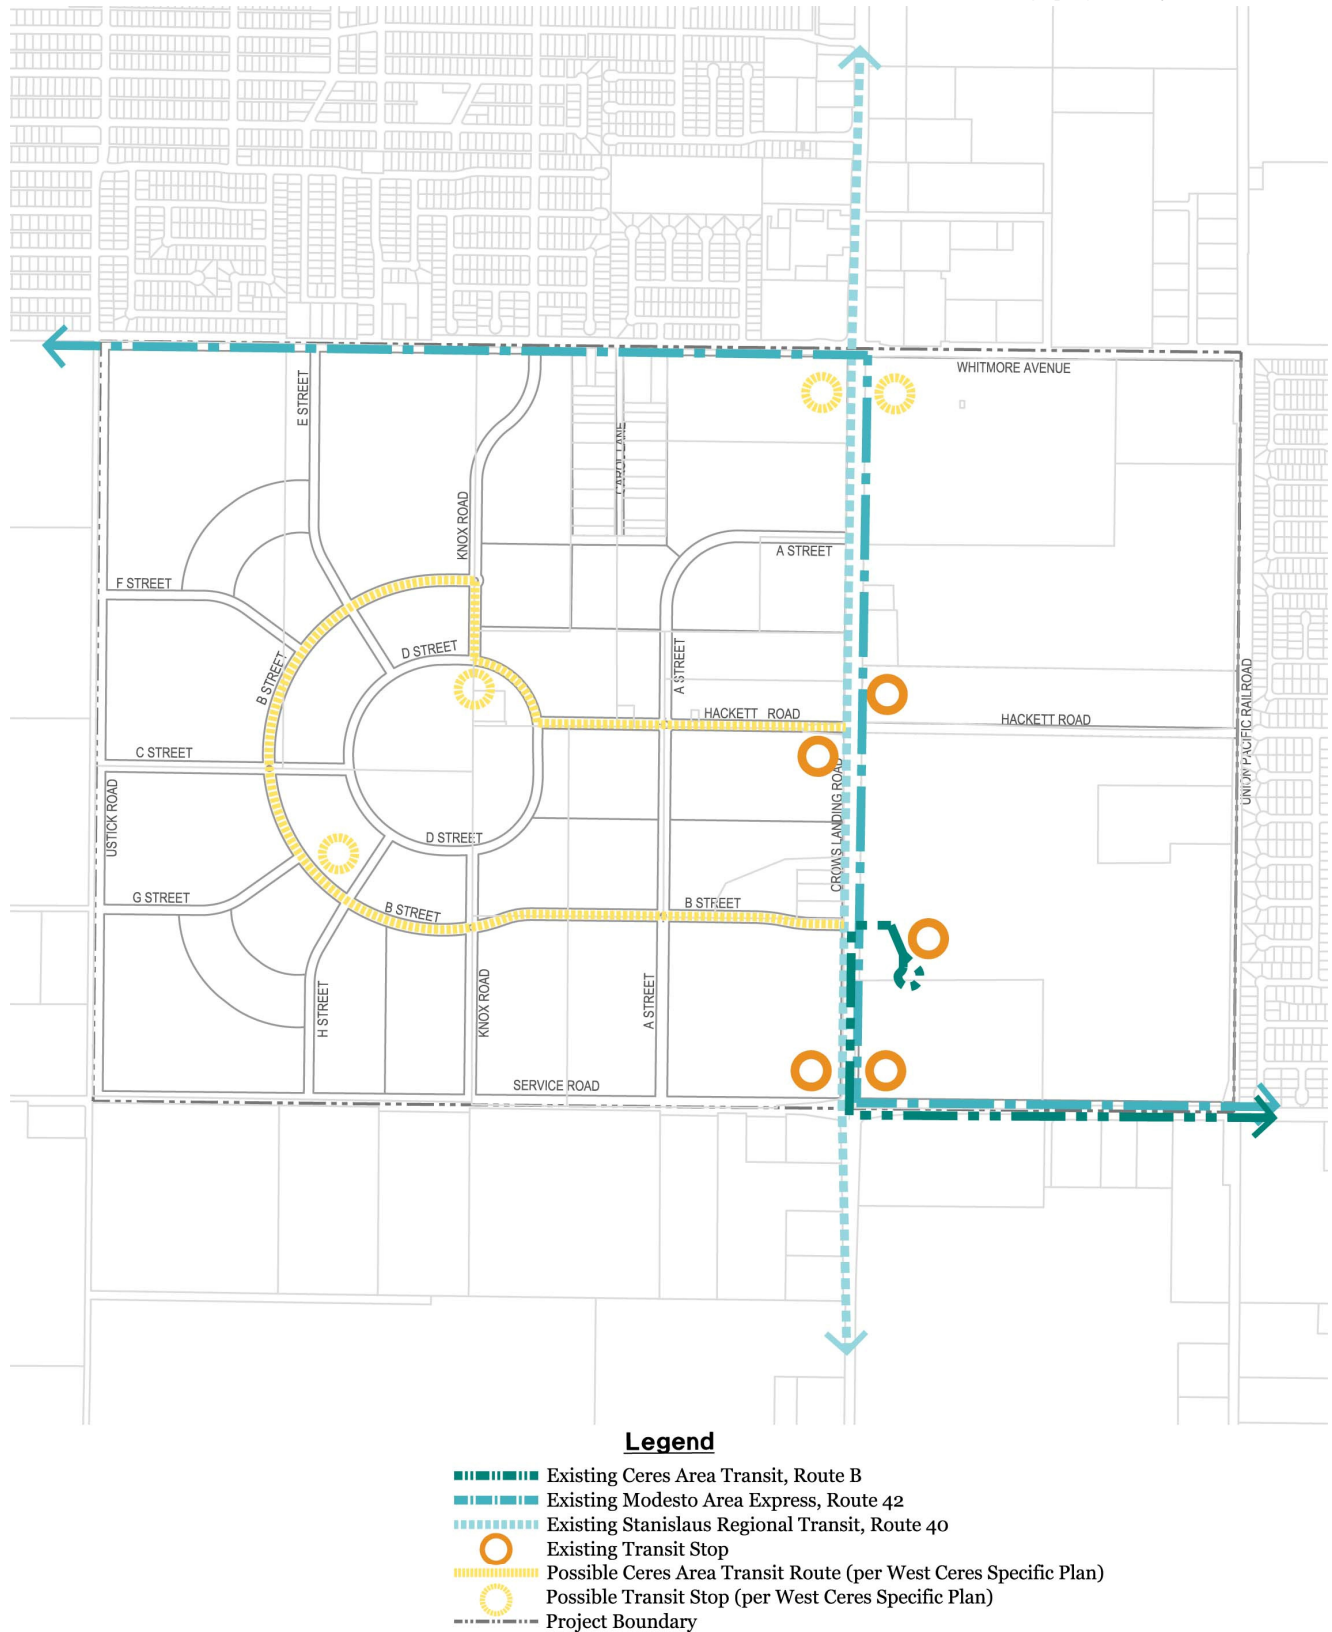 WHITMORE AVENUE
E STREET
CAROL LANE
KNOX ROAD
A STREET
F STREET
D STREET
A STREET
B STREET
UNION PACIFIC RAILROAD
HACKETT ROAD
HACKETT ROAD
C STREET
USTICK ROAD
CROWS LANDING ROAD
D STREET
G STREET
B STREET
B STREET
H STREET
KNOX ROAD
A STREET
SERVICE ROAD
Legend
Existing Ceres Area Transit, Route B
Existing Modesto Area Express, Route 42
Existing Stanislaus Regional Transit, Route 40
Existing Transit Stop
Possible Ceres Area Transit Route (per West Ceres Specific Plan)
Possible Transit Stop (per West Ceres Specific Plan)
Project Boundary